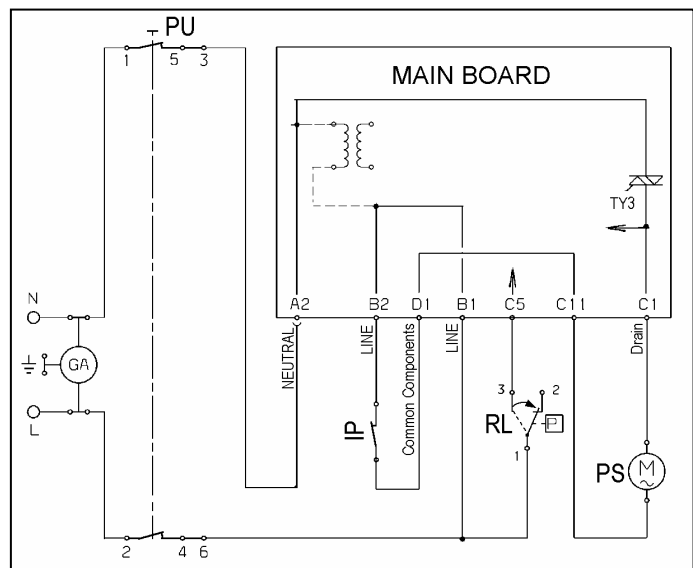 PU
1 5 3
MAIN BOARD
TY3
N
A2 B2 D1 B1 C5 C11 C1
NEUTRAL
LINE
Common Components
LINE
Drain
GA
L
IP
3 2
RL
P
1
PS
M
2 4 6